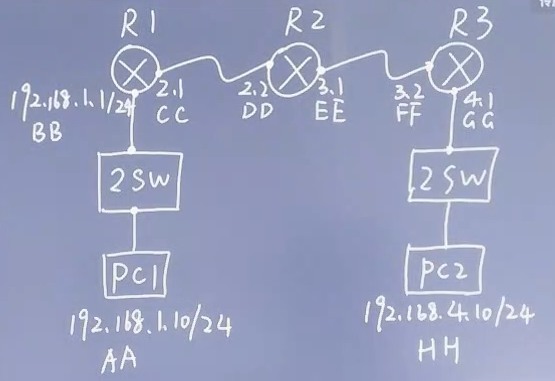 R1
R2
R3
192.168.1.1/24
BB
2.1
CC
2.2
DD
3.1
EE
3.2
FF
4.1
GG
2SW
2SW
PC1
PC2
192.168.1.10/24
AA
192.168.4.10/24
HH